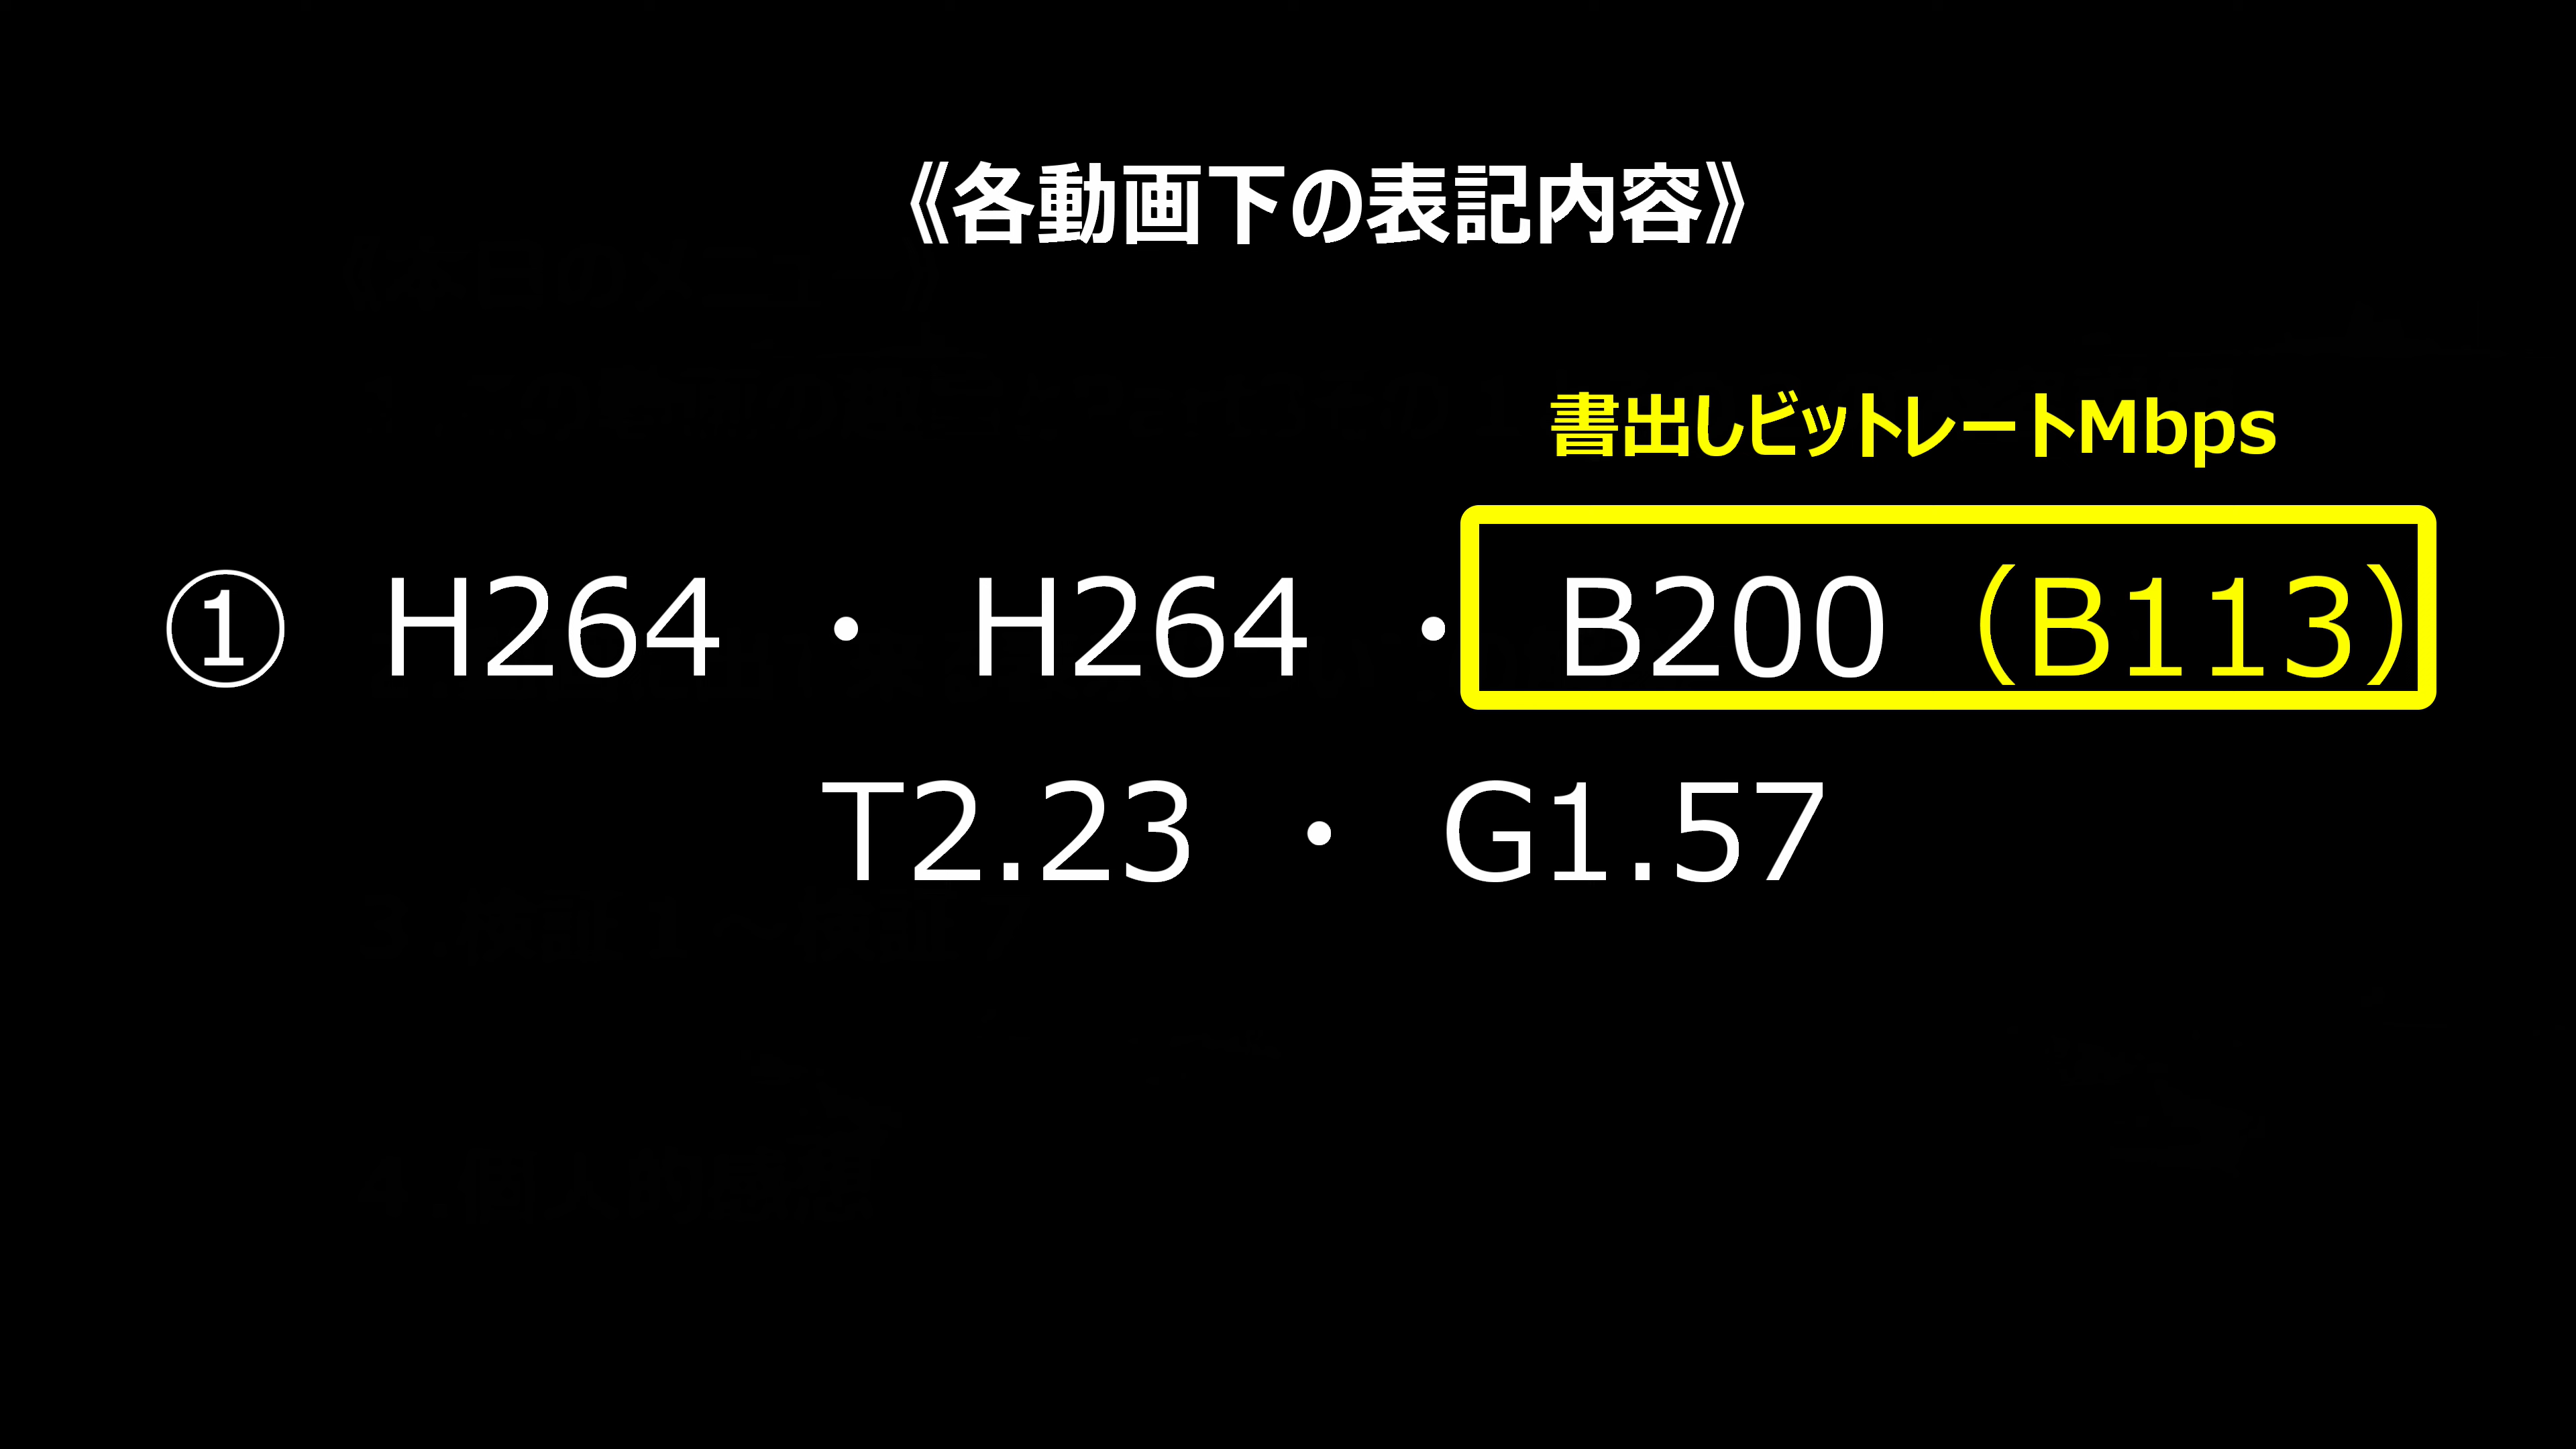 《各動画下の表記内容》
書出しビットレートMbps
① H264 ・ H264 ・ B200（B113）
T2.23 ・ G1.57